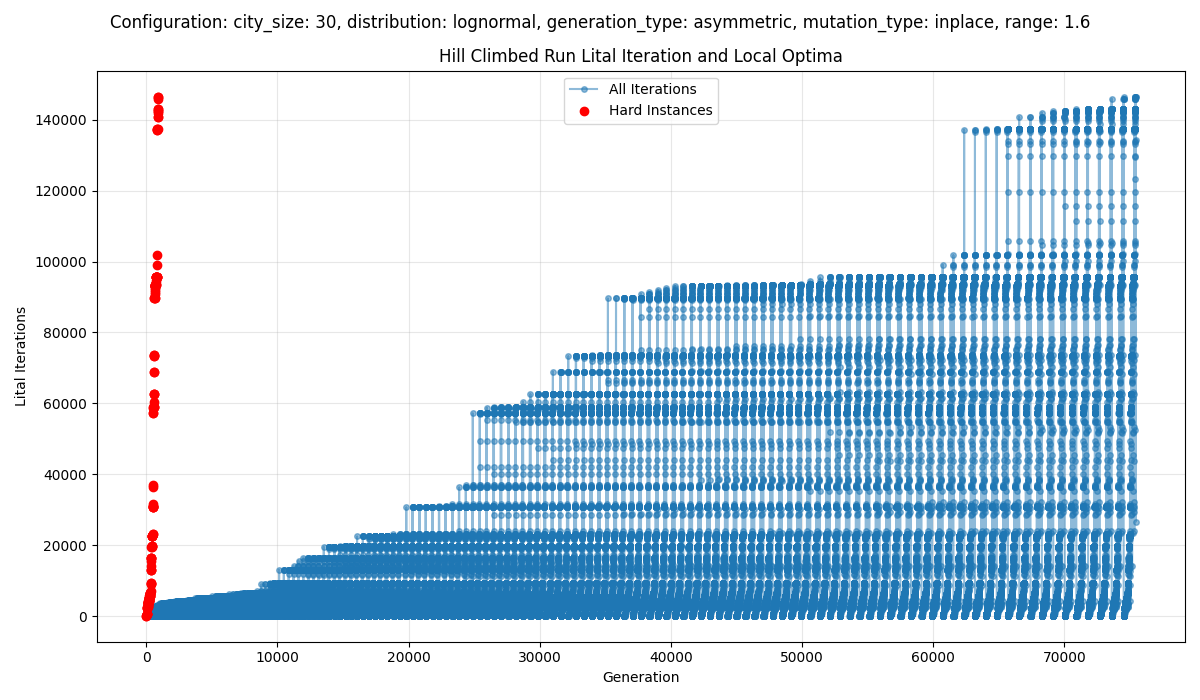 Configuration: city_size: 30, distribution: lognormal, generation_type: asymmetric, mutation_type: inplace, range: 1.6
Hill Climbed Run Lital Iteration and Local Optima
All Iterations
Hard Instances
Lital Iterations
140000
120000
100000
80000
60000
40000
20000
0
0 10000 20000 30000 40000 50000 60000 70000
Generation